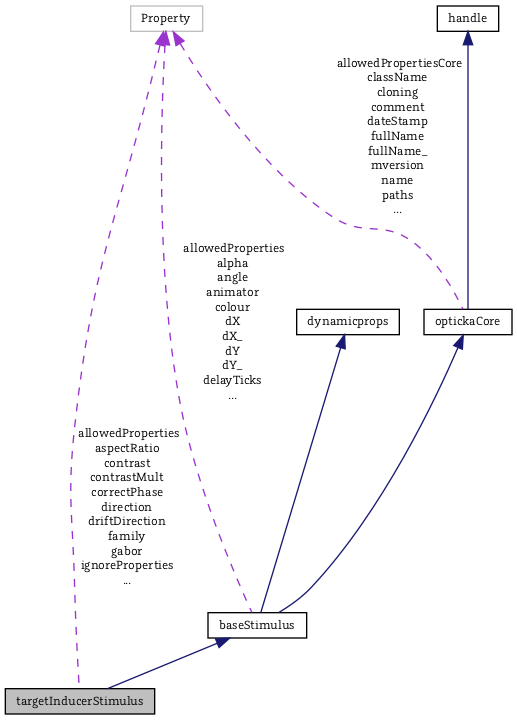 Property
handle
allowedPropertiesCore
className
cloning
comment
dateStamp
fullName
fullName_
mversion
name
paths
...
allowedProperties
alpha
angle
animator
colour
dX
dX_
dY
dY_
delayTicks
...
dynamicprops
optickaCore
allowedProperties
aspectRatio
contrast
contrastMult
correctPhase
direction
driftDirection
family
gabor
ignoreProperties
...
baseStimulus
targetInducerStimulus